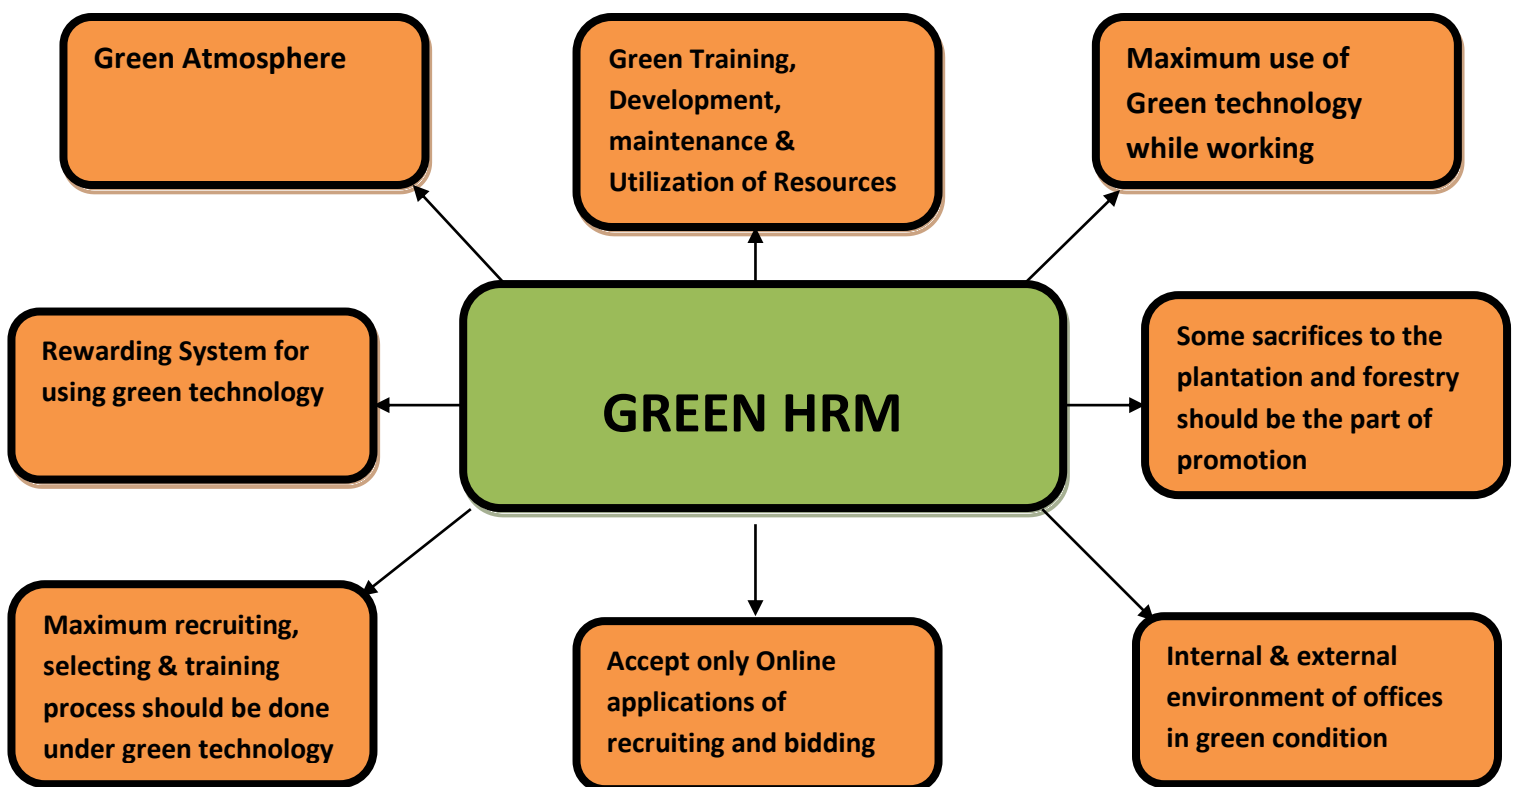 Green Atmosphere
Green Training,
Development,
maintenance &
Utilization of Resources
Maximum use of
Green technology
while working
Rewarding System for
using green technology
GREEN HRM
Some sacrifices to the
plantation and forestry
should be the part of
promotion
Maximum recruiting,
selecting & training
process should be done
under green technology
Accept only Online
applications of
recruiting and bidding
Internal & external
environment of offices
in green condition